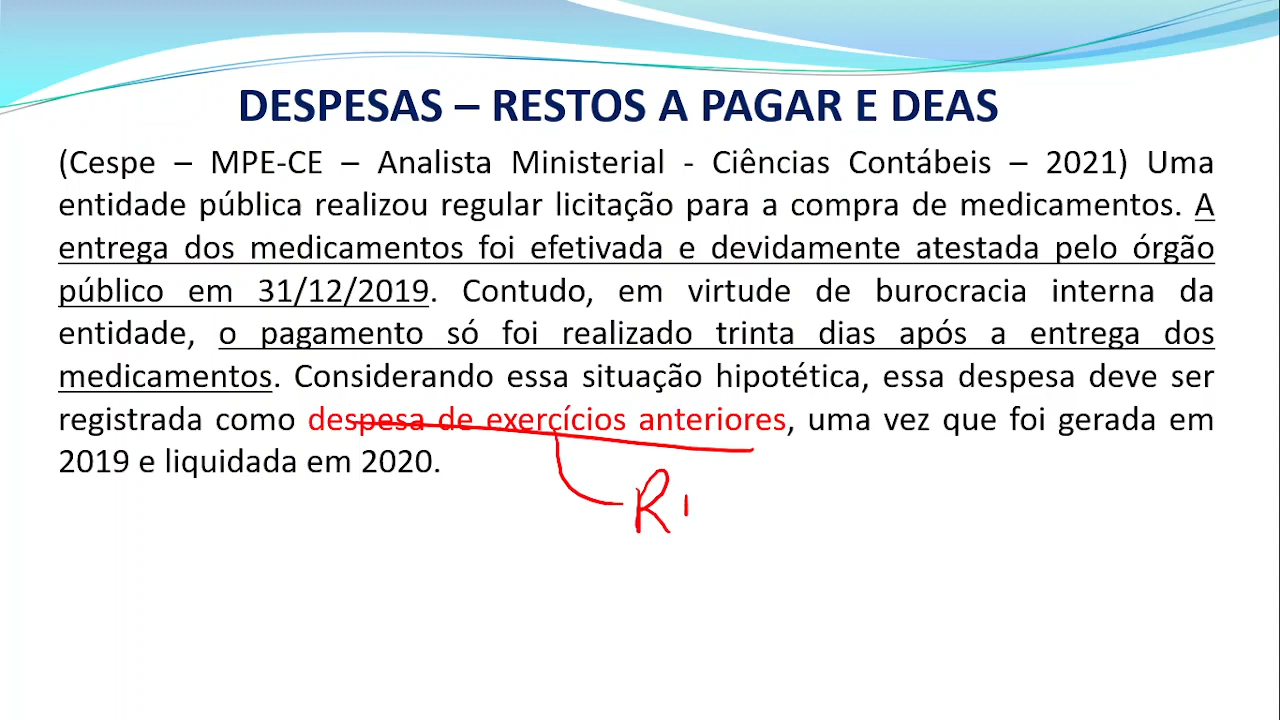 DESPESAS – RESTOS A PAGAR E DEAS
(Cespe – MPE-CE – Analista Ministerial - Ciências Contábeis – 2021) Uma
entidade pública realizou regular licitação para a compra de medicamentos. A
entrega dos medicamentos foi efetivada e devidamente atestada pelo órgão
público em 31/12/2019. Contudo, em virtude de burocracia interna da
entidade, o pagamento só foi realizado trinta dias após a entrega dos
medicamentos. Considerando essa situação hipotética, essa despesa deve ser
registrada como despesa de exercícios anteriores, uma vez que foi gerada em
2019 e liquidada em 2020.
R